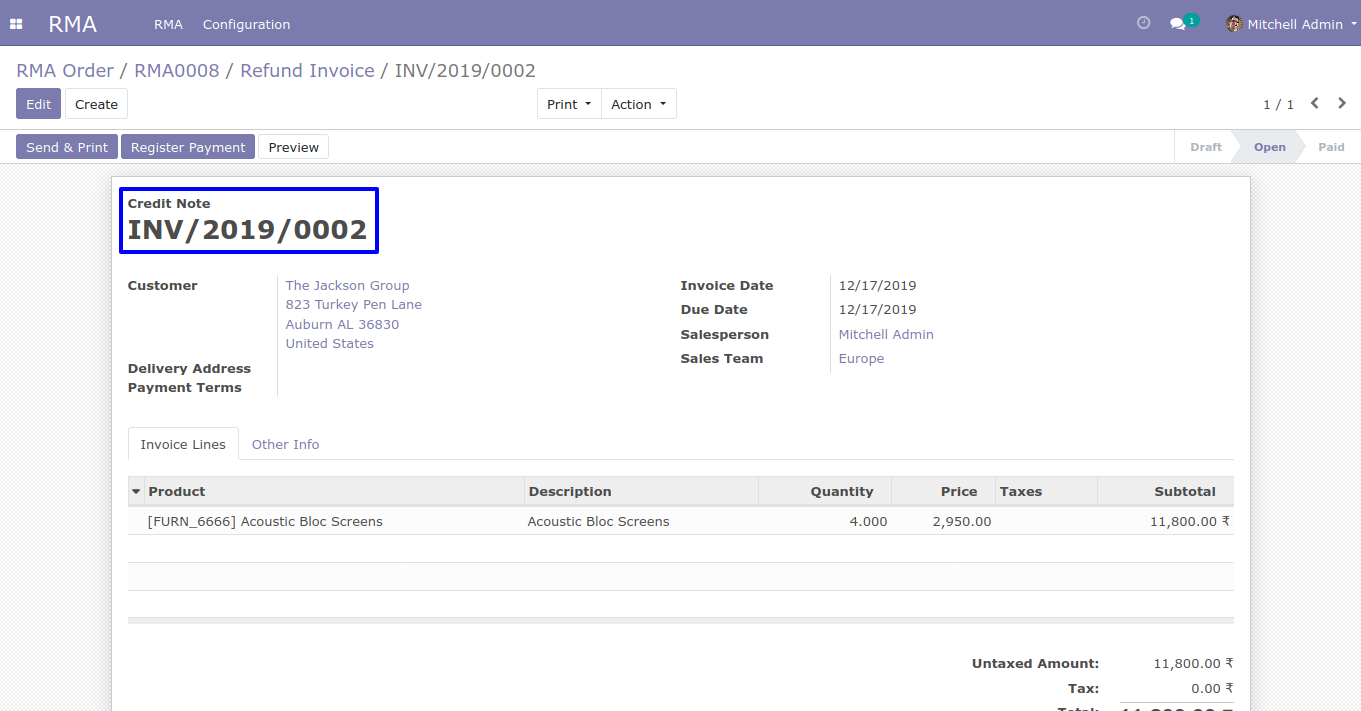 RMA RMA Configuration 1 Mitchell Admin
RMA Order / RMA0008 / Refund Invoice / INV/2019/0002
Edit Create Print Action 1 / 1
Send & Print Register Payment Preview Draft Open Paid
Credit Note
INV/2019/0002
Customer The Jackson Group Invoice Date 12/17/2019
823 Turkey Pen Lane Due Date 12/17/2019
Auburn AL 36830 Salesperson Mitchell Admin
United States Sales Team Europe
Delivery Address
Payment Terms
Invoice Lines Other Info
Product Description Quantity Price Taxes Subtotal
[FURN_6666] Acoustic Bloc Screens Acoustic Bloc Screens 4.000 2,950.00 11,800.00 ₹
Untaxed Amount: 11,800.00 ₹
Tax: 0.00 ₹